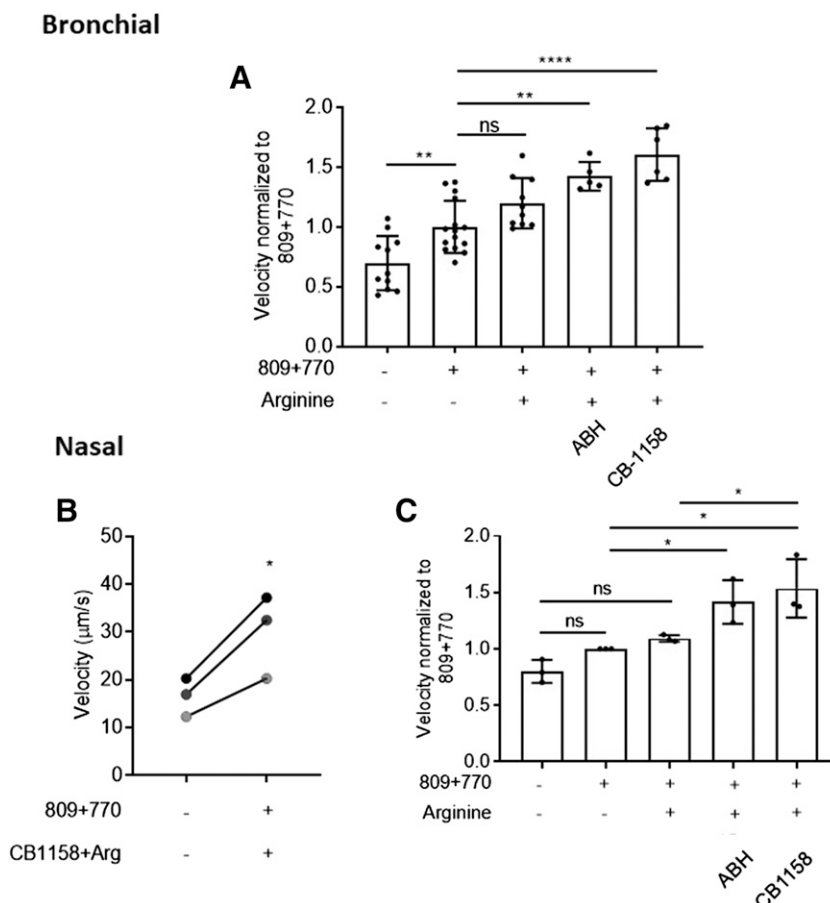 Bronchial
A
****
**
ns
**
Velocity normalized to
809+770
2.0
1.5
1.0
0.5
0.0
809+770 - + + + +
Arginine - - + + +
ABH CB-1158
Nasal
B
*
Velocity (μm/s)
50
40
30
20
10
0
809+770 - +
CB1158+Arg - +
C
*
*
*
ns
ns
Velocity normalized to
809+770
2.0
1.5
1.0
0.5
0.0
809+770 - + + + +
Arginine - - + + +
ABH CB1158